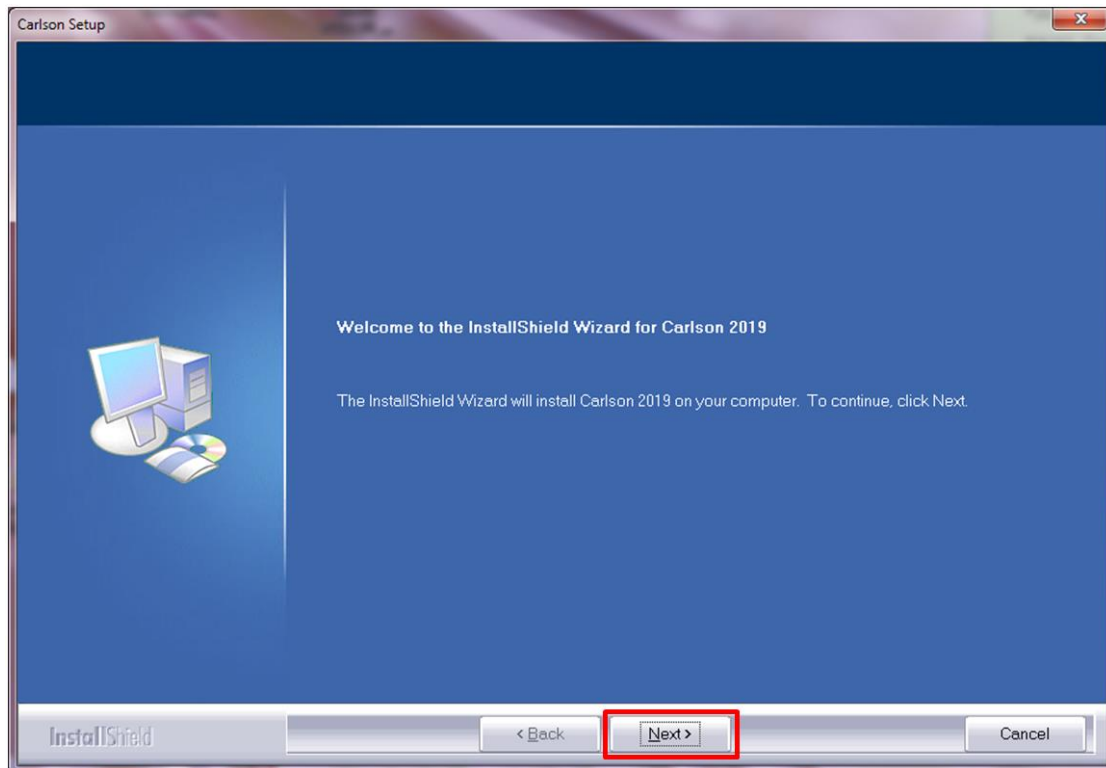 Carlson Setup
Welcome to the InstallShield Wizard for Carlson 2019
The InstallShield Wizard will install Carlson 2019 on your computer. To continue, click Next.
InstallShield
< Back
Next >
Cancel